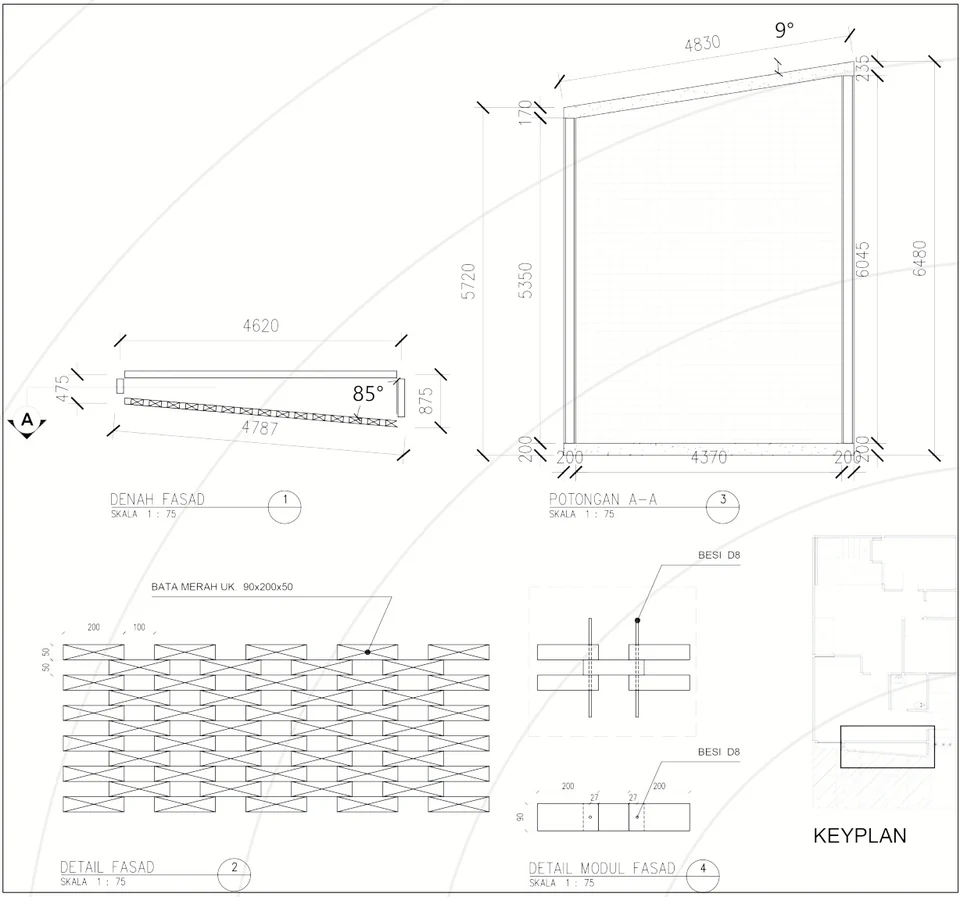 4830
9°
235
170
5720
5350
6045
6480
200
200
4370
200
200
4620
475
A
85°
875
4787
DENAH FASAD
1
SKALA 1 : 75
POTONGAN A-A
3
SKALA 1 : 75
BATA MERAH UK. 90x200x50
200
100
50
50
DETAIL FASAD
2
SKALA 1 : 75
BESI D8
BESI D8
200
27
27
200
90
DETAIL MODUL FASAD
4
SKALA 1 : 75
KEYPLAN